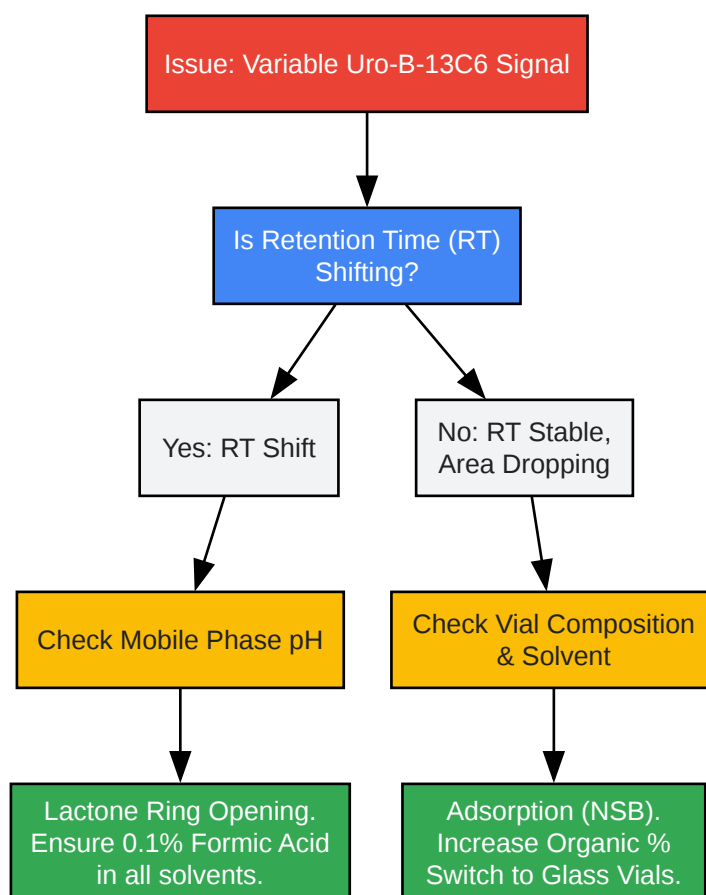 Issue: Variable Uro-B-13C6 Signal
Is Retention Time (RT)
Shifting?
Yes: RT Shift
No: RT Stable,
Area Dropping
Check Mobile Phase pH
Check Vial Composition
& Solvent
Lactone Ring Opening.
Ensure 0.1% Formic Acid
in all solvents.
Adsorption (NSB).
Increase Organic %
Switch to Glass Vials.